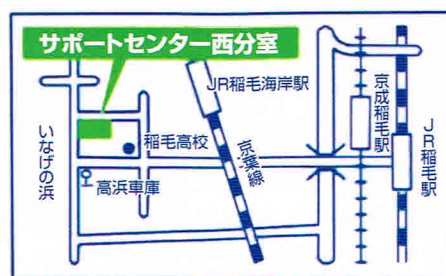 サポートセンター西分室
JR稲毛海岸駅
京成稲毛駅
JR稲毛駅
いなげの浜
稲毛高校
高浜車庫
京葉線